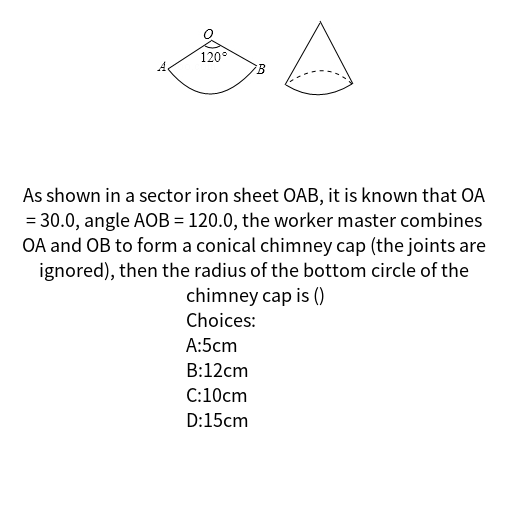 O
120°
A
B
As shown in a sector iron sheet OAB, it is known that OA
= 30.0, angle AOB = 120.0, the worker master combines
OA and OB to form a conical chimney cap (the joints are
ignored), then the radius of the bottom circle of the
chimney cap is ()
Choices:
A:5cm
B:12cm
C:10cm
D:15cm